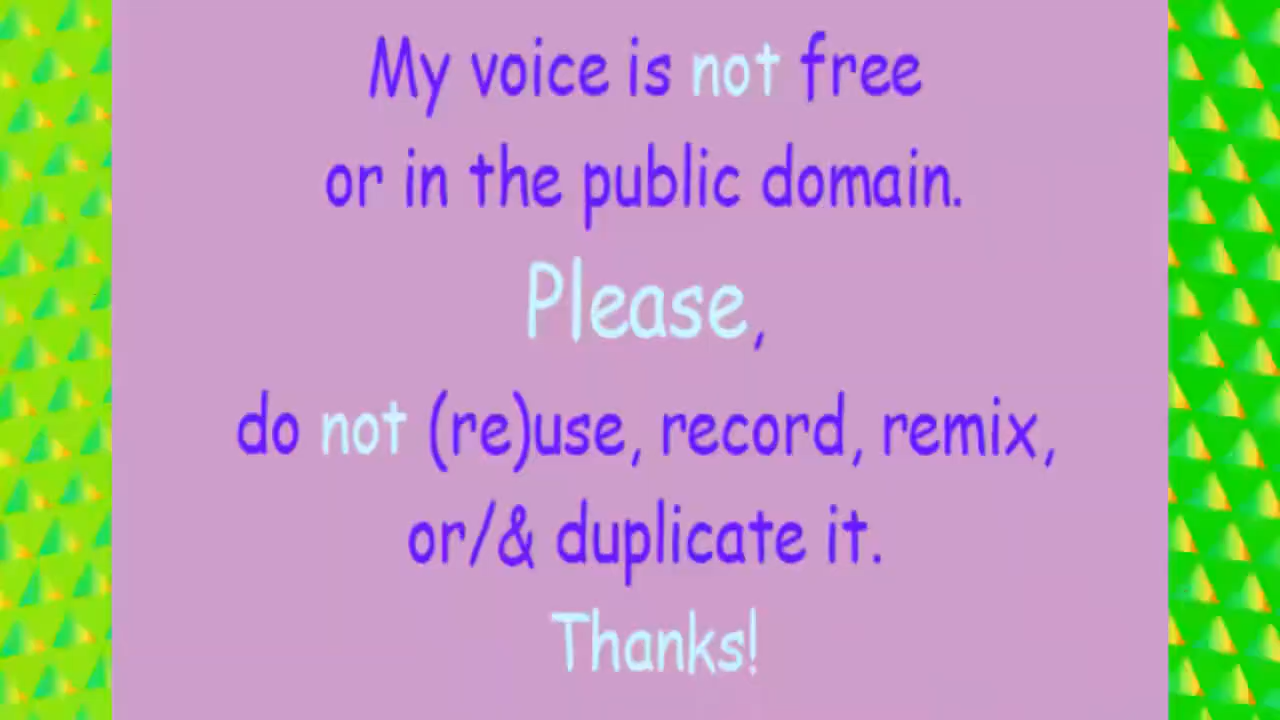 My voice is not free
or in the public domain.
Please,
do not (re)use, record, remix,
or/& duplicate it.
Thanks!